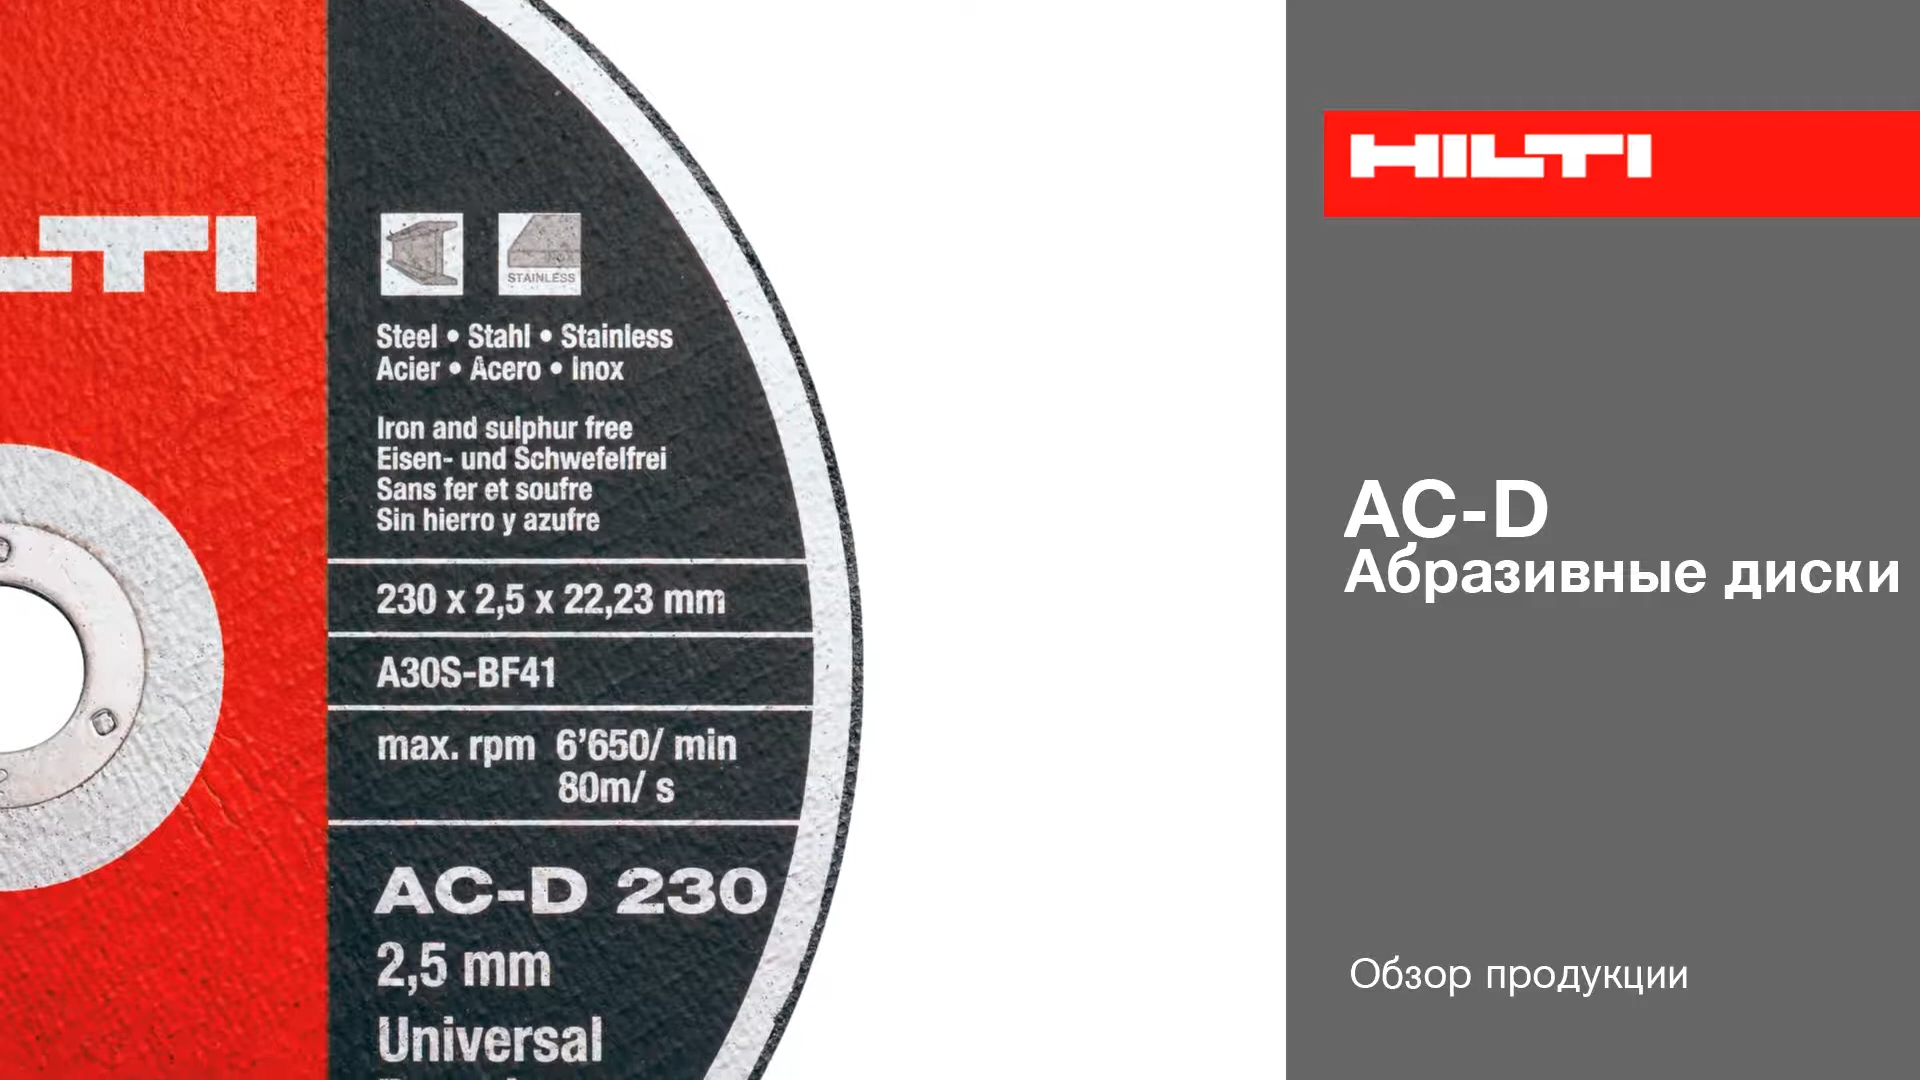 STAINLESS
Steel • Stahl • Stainless
Acier • Acero • Inox
Iron and sulphur free
Eisen- und Schwefelfrei
Sans fer et soufre
Sin hierro y azufre
230 x 2,5 x 22,23 mm
A30S-BF41
max. rpm 6’650/ min
80m/ s
AC-D 230
2,5 mm
Universal
HILTI
AC-D
Абразивные диски
Обзор продукции